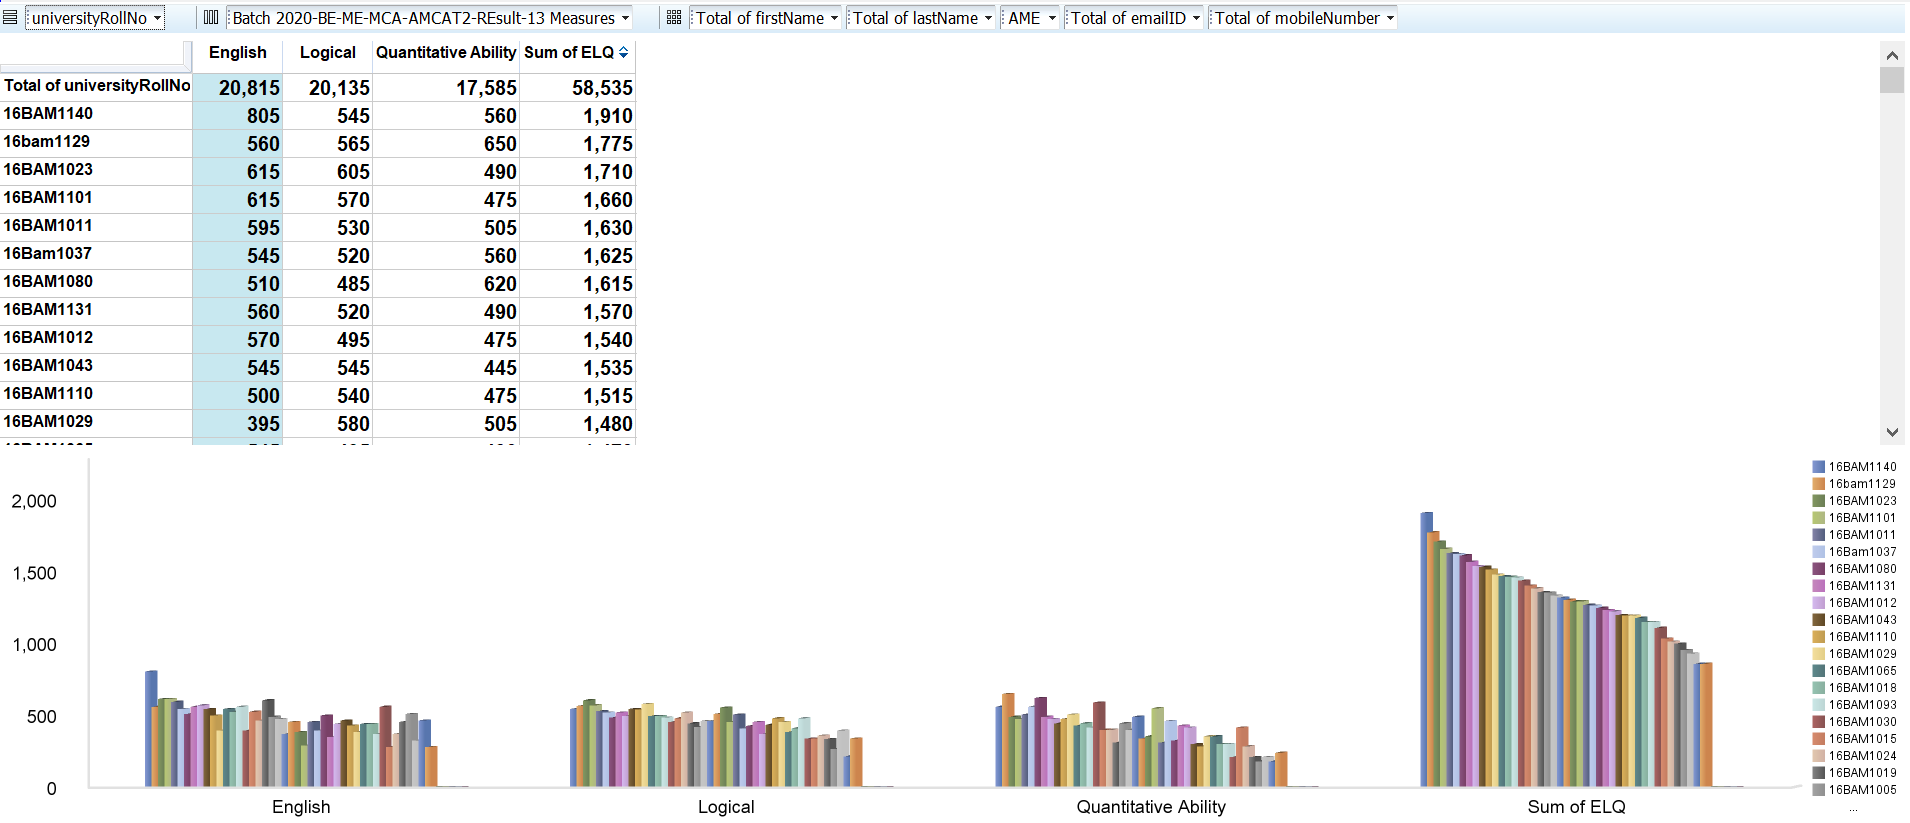 universityRollNo Batch 2020-BE-ME-MCA-AMCAT2-REsult-13 Measures Total of firstName Total of lastName AME Total of emailID Total of mobileNumber
English Logical Quantitative Ability Sum of ELQ
Total of universityRollNo 20,815 20,135 17,585 58,535
16BAM1140 805 545 560 1,910
16bam1129 560 565 650 1,775
16BAM1023 615 605 490 1,710
16BAM1101 615 570 475 1,660
16BAM1011 595 530 505 1,630
16Bam1037 545 520 560 1,625
16BAM1080 510 485 620 1,615
16BAM1131 560 520 490 1,570
16BAM1012 570 495 475 1,540
16BAM1043 545 545 445 1,535
16BAM1110 500 540 475 1,515
16BAM1029 395 580 505 1,480
2,000
1,500
1,000
500
0
English Logical Quantitative Ability Sum of ELQ
16BAM1140
16bam1129
16BAM1023
16BAM1101
16BAM1011
16Bam1037
16BAM1080
16BAM1131
16BAM1012
16BAM1043
16BAM1110
16BAM1029
16BAM1065
16BAM1018
16BAM1093
16BAM1030
16BAM1015
16BAM1024
16BAM1019
16BAM1005
...